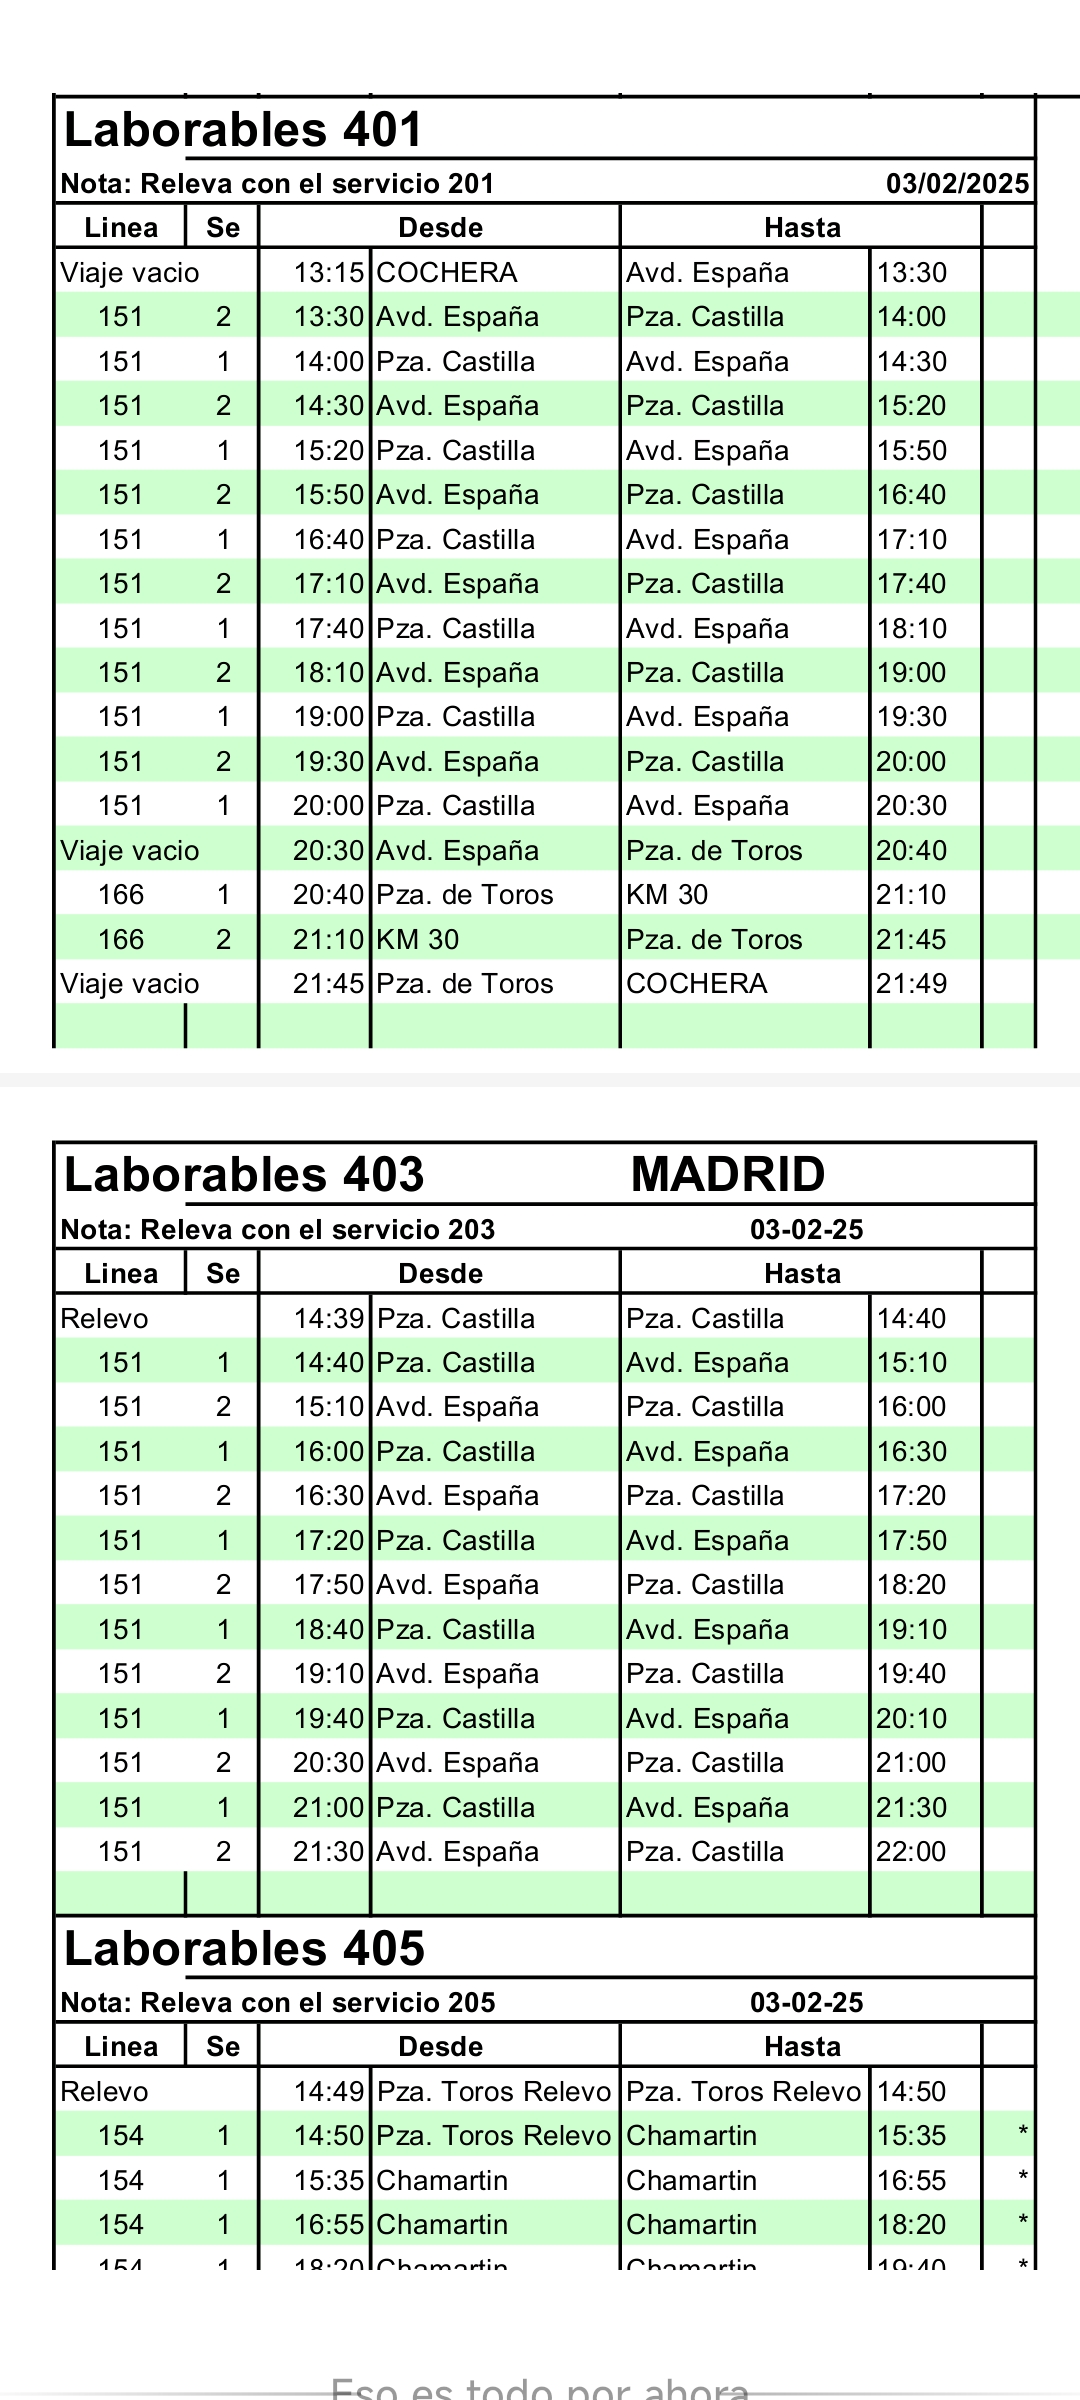 Laborables 401
Nota: Releva con el servicio 201 03/02/2025
Linea Se Desde Hasta
Viaje vacio 13:15 COCHERA Avd. España 13:30
151 2 13:30 Avd. España Pza. Castilla 14:00
151 1 14:00 Pza. Castilla Avd. España 14:30
151 2 14:30 Avd. España Pza. Castilla 15:20
151 1 15:20 Pza. Castilla Avd. España 15:50
151 2 15:50 Avd. España Pza. Castilla 16:40
151 1 16:40 Pza. Castilla Avd. España 17:10
151 2 17:10 Avd. España Pza. Castilla 17:40
151 1 17:40 Pza. Castilla Avd. España 18:10
151 2 18:10 Avd. España Pza. Castilla 19:00
151 1 19:00 Pza. Castilla Avd. España 19:30
151 2 19:30 Avd. España Pza. Castilla 20:00
151 1 20:00 Pza. Castilla Avd. España 20:30
Viaje vacio 20:30 Avd. España Pza. de Toros 20:40
166 1 20:40 Pza. de Toros KM 30 21:10
166 2 21:10 KM 30 Pza. de Toros 21:45
Viaje vacio 21:45 Pza. de Toros COCHERA 21:49
Laborables 403 MADRID
Nota: Releva con el servicio 203 03-02-25
Linea Se Desde Hasta
Relevo 14:39 Pza. Castilla Pza. Castilla 14:40
151 1 14:40 Pza. Castilla Avd. España 15:10
151 2 15:10 Avd. España Pza. Castilla 16:00
151 1 16:00 Pza. Castilla Avd. España 16:30
151 2 16:30 Avd. España Pza. Castilla 17:20
151 1 17:20 Pza. Castilla Avd. España 17:50
151 2 17:50 Avd. España Pza. Castilla 18:20
151 1 18:40 Pza. Castilla Avd. España 19:10
151 2 19:10 Avd. España Pza. Castilla 19:40
151 1 19:40 Pza. Castilla Avd. España 20:10
151 2 20:30 Avd. España Pza. Castilla 21:00
151 1 21:00 Pza. Castilla Avd. España 21:30
151 2 21:30 Avd. España Pza. Castilla 22:00
Laborables 405
Nota: Releva con el servicio 205 03-02-25
Linea Se Desde Hasta
Relevo 14:49 Pza. Toros Relevo Pza. Toros Relevo 14:50
154 1 14:50 Pza. Toros Relevo Chamartin 15:35 *
154 1 15:35 Chamartin Chamartin 16:55 *
154 1 16:55 Chamartin Chamartin 18:20 *
154 1 18:20 Chamartin Chamartin 19:40 *
Eso es todo por ahora